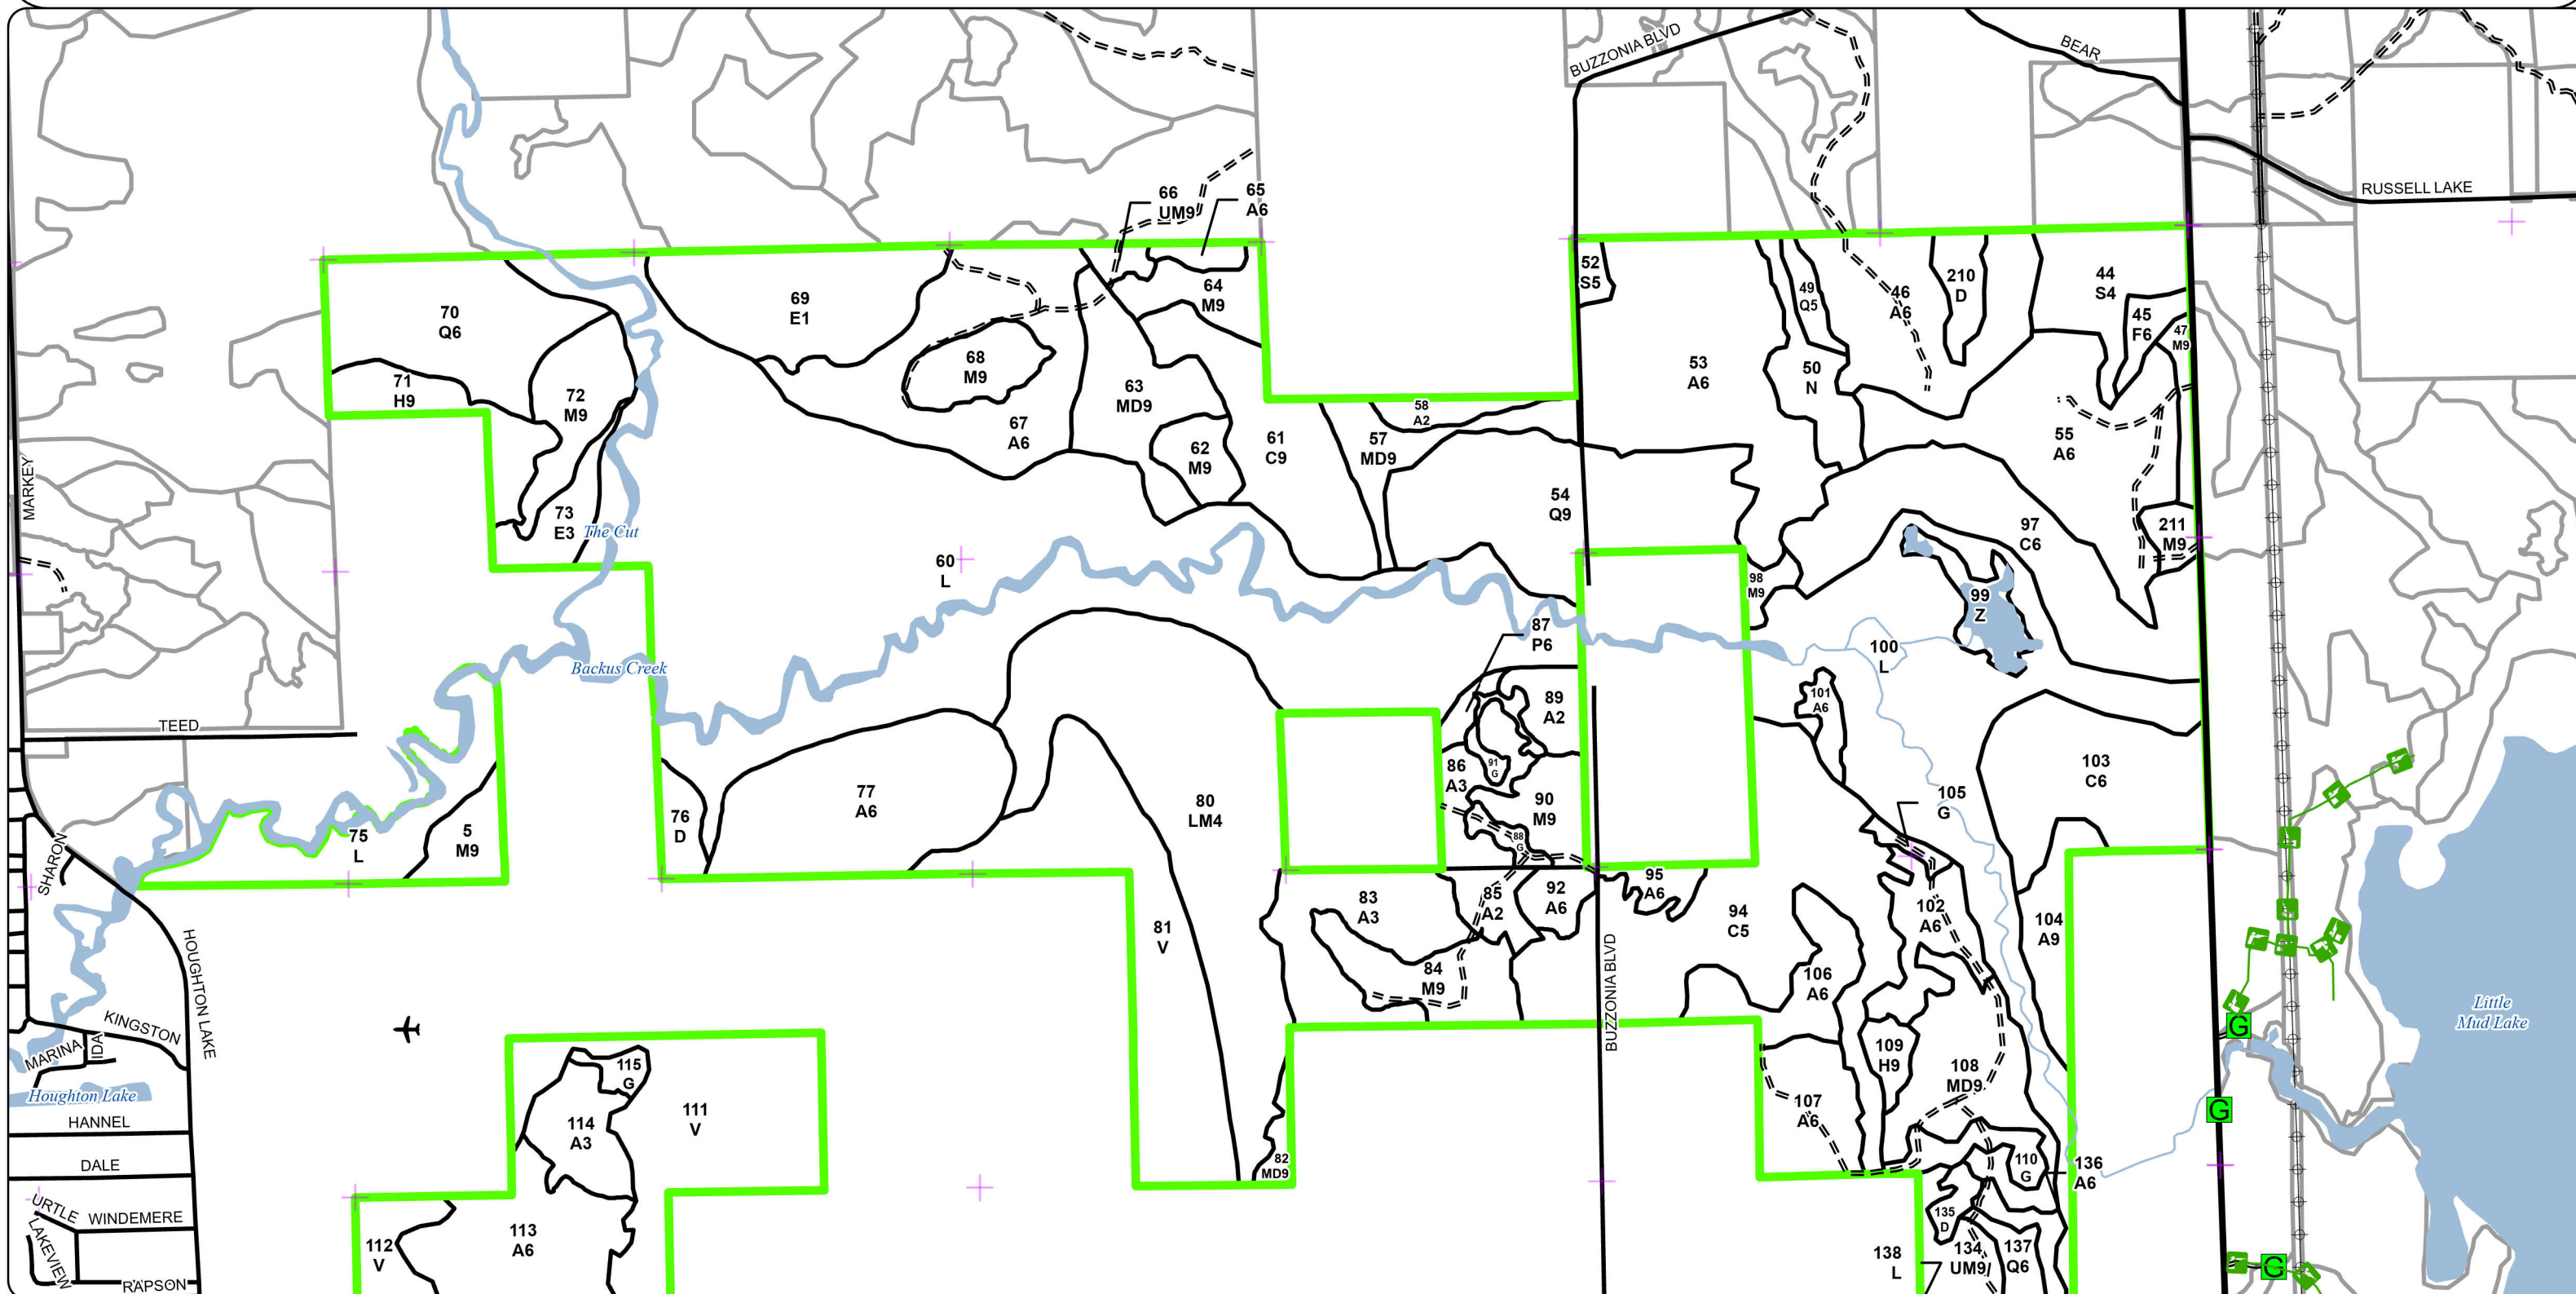 BUZZONIA BLVD
BEAR
RUSSELL LAKE
66
UM9
65
A6
52
S5
49
Q5
46
A6
210
D
44
S4
45
F6
47
M9
70
Q6
69
E1
64
M9
68
M9
71
H9
72
M9
63
MD9
67
A6
62
M9
61
C9
58
A2
57
MD9
53
A6
50
N
55
A6
54
Q9
97
C6
211
M9
MARKEY
73
E3
The Cut
60
L
98
M9
99
Z
87
P6
100
L
Backus Creek
TEED
89
A2
101
A6
91
G
86
A3
90
M9
88
G
105
G
103
C6
77
A6
80
LM4
76
D
75
L
5
M9
SHARON
95
A6
92
A6
85
A2
83
A3
94
C5
102
A6
104
A9
81
V
84
M9
106
A6
HOUGHTON LAKE
BUZZONIA BLVD
KINGSTON
MARINA
IDA
Houghton Lake
Little
Mud Lake
G
G
109
H9
108
MD9
107
A6
115
G
114
A3
111
V
HANNEL
DALE
82
MD9
110
G
136
A6
URTLE
WINDEMERE
LAKEVIEW
RAPSON
112
V
113
A6
135
D
134
UM9
137
Q6
138
L
G